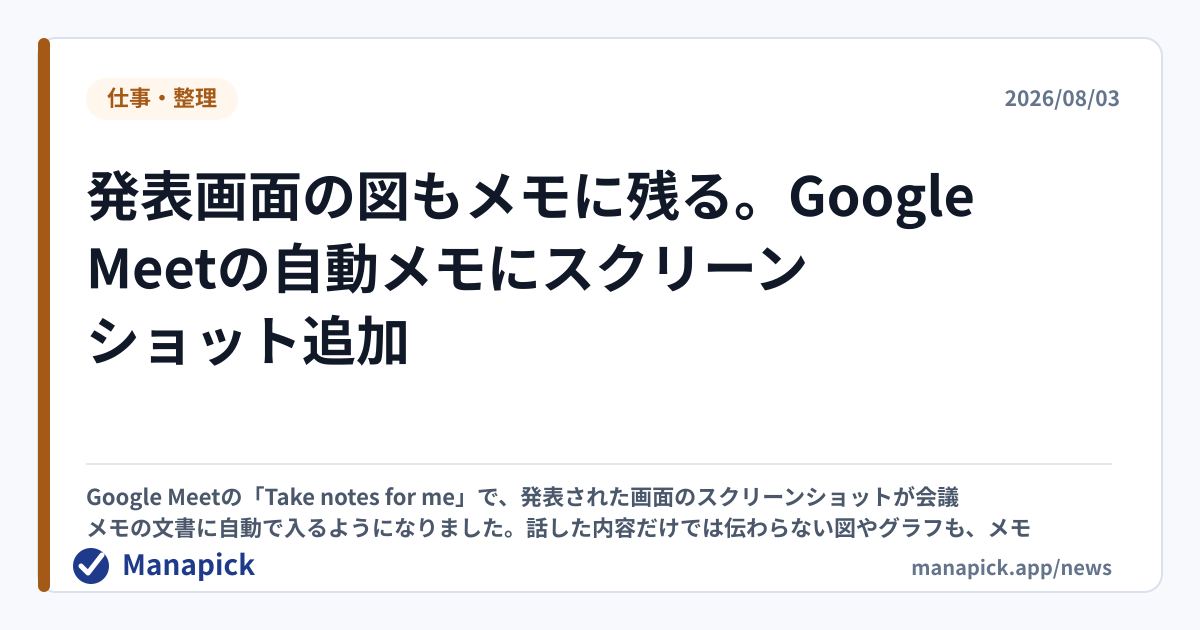 仕事・整理
2026/08/03
発表画面の図もメモに残る。Google
Meetの自動メモにスクリーン
ショット追加
Google Meetの「Take notes for me」で、発表された画面のスクリーンショットが会議
メモの文書に自動で入るようになりました。話した内容だけでは伝わらない図やグラフも、メモ
Manapick
manapick.app/news